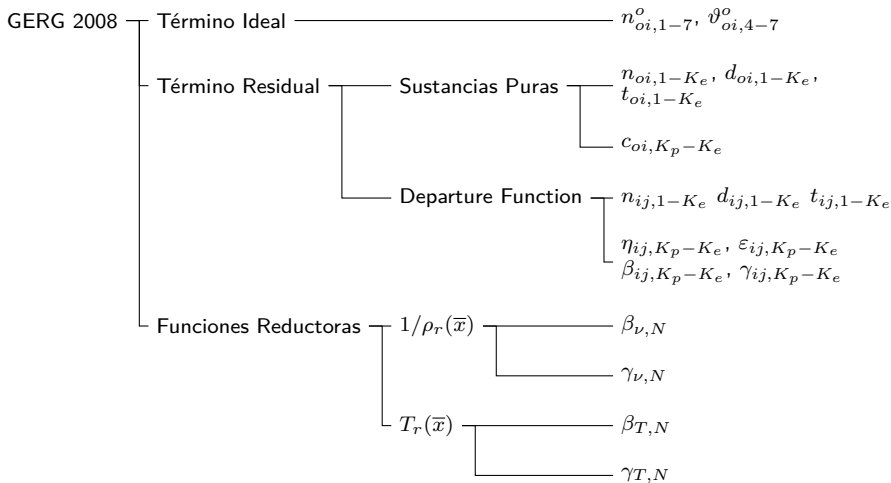 GERG 2008
Término Ideal
n^o_{oi,1−7}, ϑ^o_{oi,4−7}
Término Residual
Sustancias Puras
n_{oi,1−K_e}, d_{oi,1−K_e},
t_{oi,1−K_e}
c_{oi,K_p−K_e}
Departure Function
n_{ij,1−K_e} d_{ij,1−K_e} t_{ij,1−K_e}
η_{ij,K_p−K_e}, ε_{ij,K_p−K_e}
β_{ij,K_p−K_e}, γ_{ij,K_p−K_e}
Funciones Reductoras
1/ρ_r(x̅)
β_{ν,N}
γ_{ν,N}
T_r(x̅)
β_{T,N}
γ_{T,N}